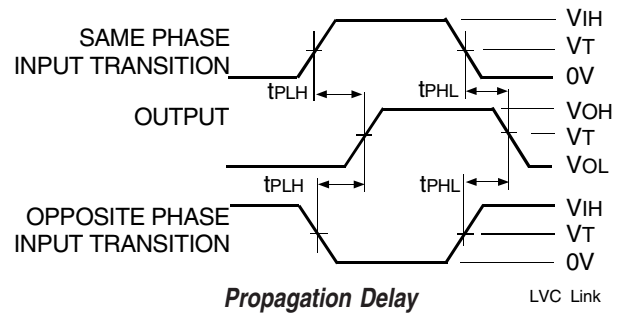 SAME PHASE
INPUT TRANSITION
VIH
VT
0V
tPLH
tPHL
OUTPUT
VOH
VT
VOL
tPLH
tPHL
OPPOSITE PHASE
INPUT TRANSITION
VIH
VT
0V
Propagation Delay
LVC Link